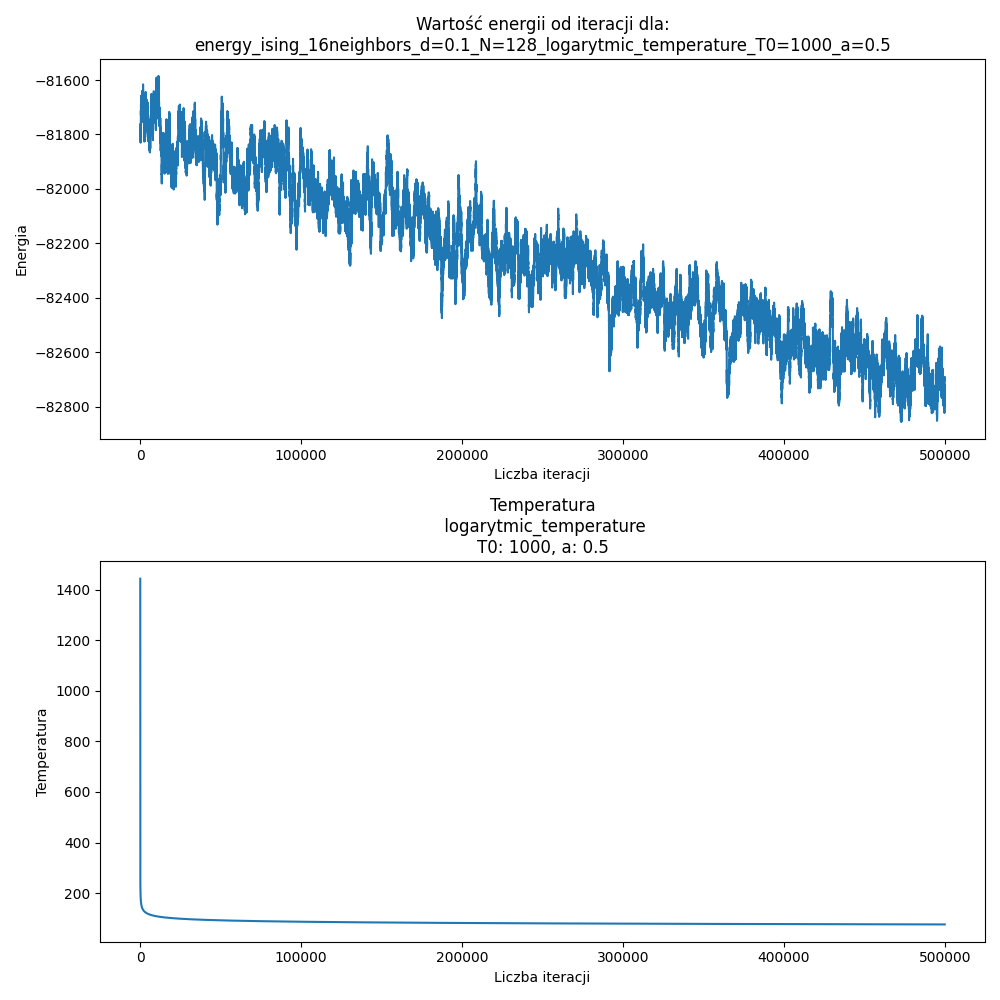 Wartość energii od iteracji dla:
energy_ising_16neighbors_d=0.1_N=128_logarytmic_temperature_T0=1000_a=0.5
−81600
−81800
−82000
−82200
−82400
−82600
−82800
Energia
0 100000 200000 300000 400000 500000
Liczba iteracji
Temperatura
logarytmic_temperature
T0: 1000, a: 0.5
1400
1200
1000
800
600
400
200
Temperatura
0 100000 200000 300000 400000 500000
Liczba iteracji